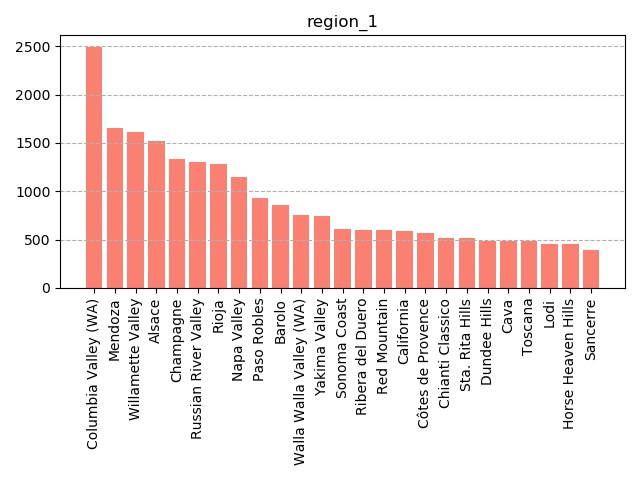 region_1
2500
2000
1500
1000
500
0
Columbia Valley (WA)
Mendoza
Willamette Valley
Alsace
Champagne
Russian River Valley
Rioja
Napa Valley
Paso Robles
Barolo
Walla Walla Valley (WA)
Yakima Valley
Sonoma Coast
Ribera del Duero
Red Mountain
California
Côtes de Provence
Chianti Classico
Sta. Rita Hills
Dundee Hills
Cava
Toscana
Lodi
Horse Heaven Hills
Sancerre